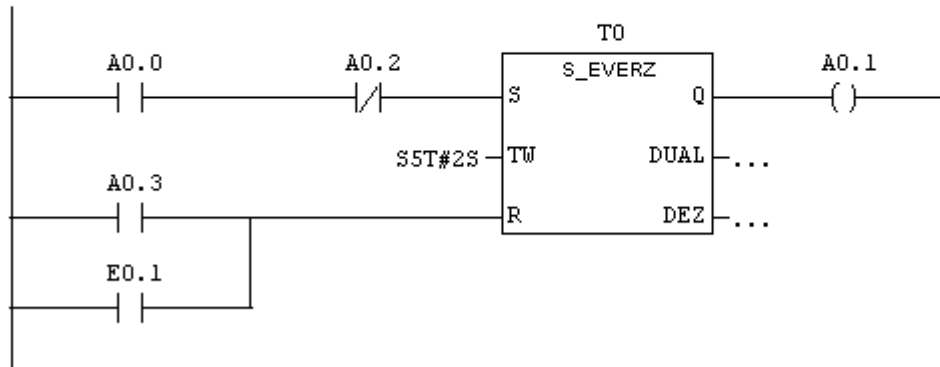 T0
A0.0 A0.2 S_EVERZ A0.1
S Q
S5T#2S TW DUAL ...
A0.3
R DEZ ...
E0.1